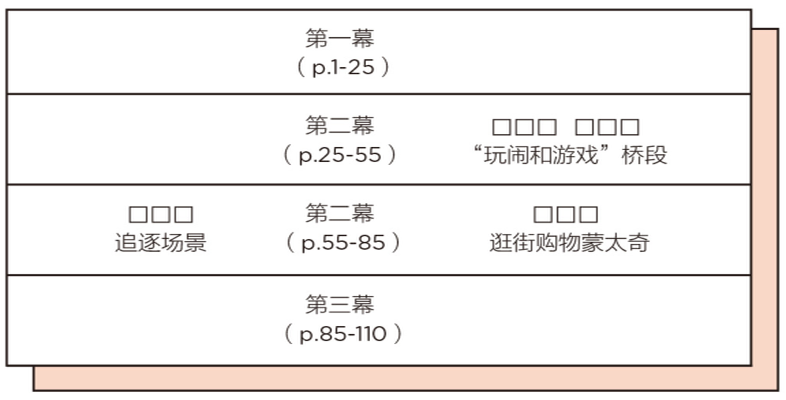 第一幕
（p.1-25）
第二幕 □□□ □□□
（p.25-55） “玩闹和游戏”桥段
□□□ 第二幕 □□□
追逐场景 （p.55-85） 逛街购物蒙太奇
第三幕
（p.85-110）